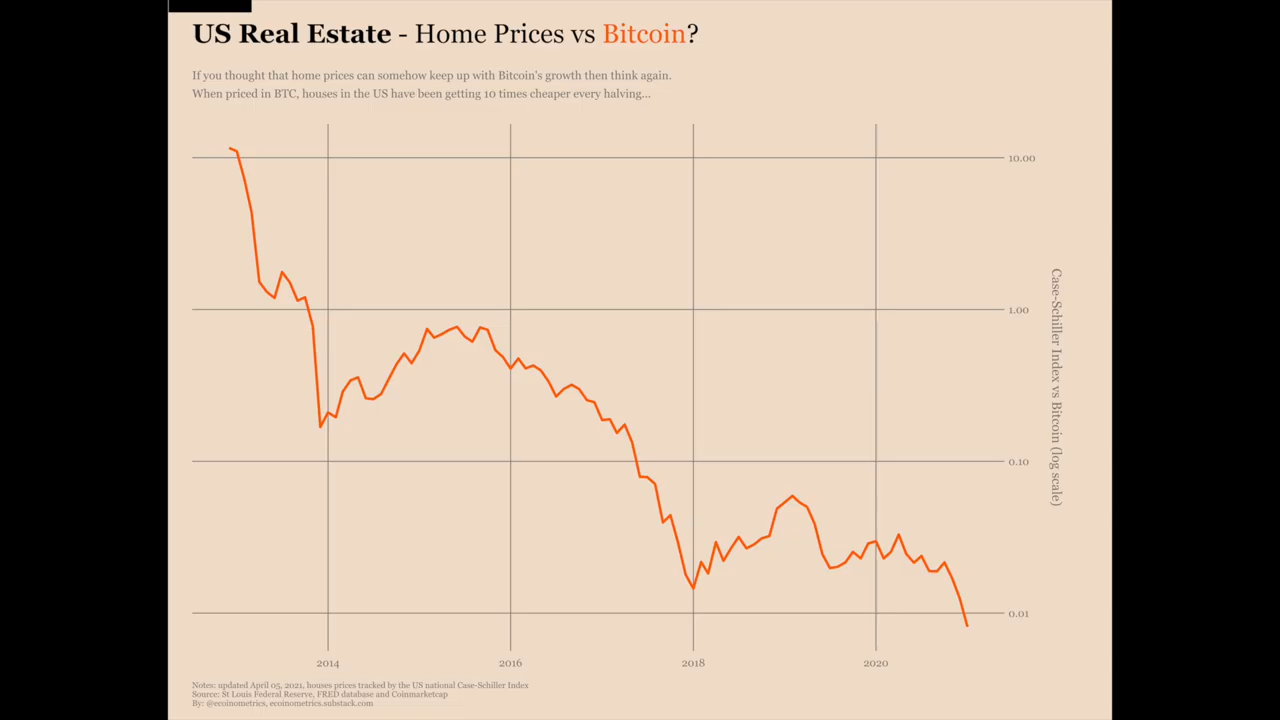 US Real Estate - Home Prices vs Bitcoin?
If you thought that home prices can somehow keep up with Bitcoin's growth then think again.
When priced in BTC, houses in the US have been getting 10 times cheaper every halving...
10.00
1.00
0.10
0.01
Case-Schiller Index vs Bitcoin (log scale)
2014
2016
2018
2020
Notes: updated April 05, 2021, houses prices tracked by the US national Case-Schiller Index
Source: St Louis Federal Reserve, FRED database and Coinmarketcap
By: @ecoinometrics, ecoinometrics.substack.com